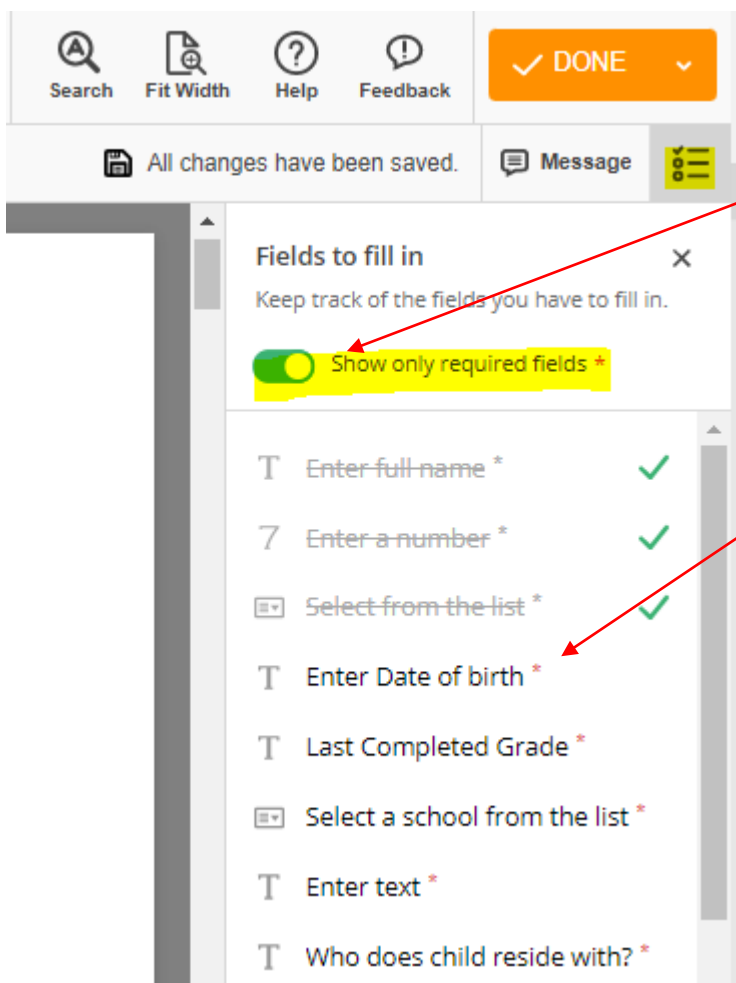 Search Fit Width Help Feedback DONE
All changes have been saved. Message
Fields to fill in
Keep track of the fields you have to fill in.
Show only required fields *
T Enter full name *
7 Enter a number *
Select from the list *
T Enter Date of birth *
T Last Completed Grade *
Select a school from the list *
T Enter text *
T Who does child reside with? *